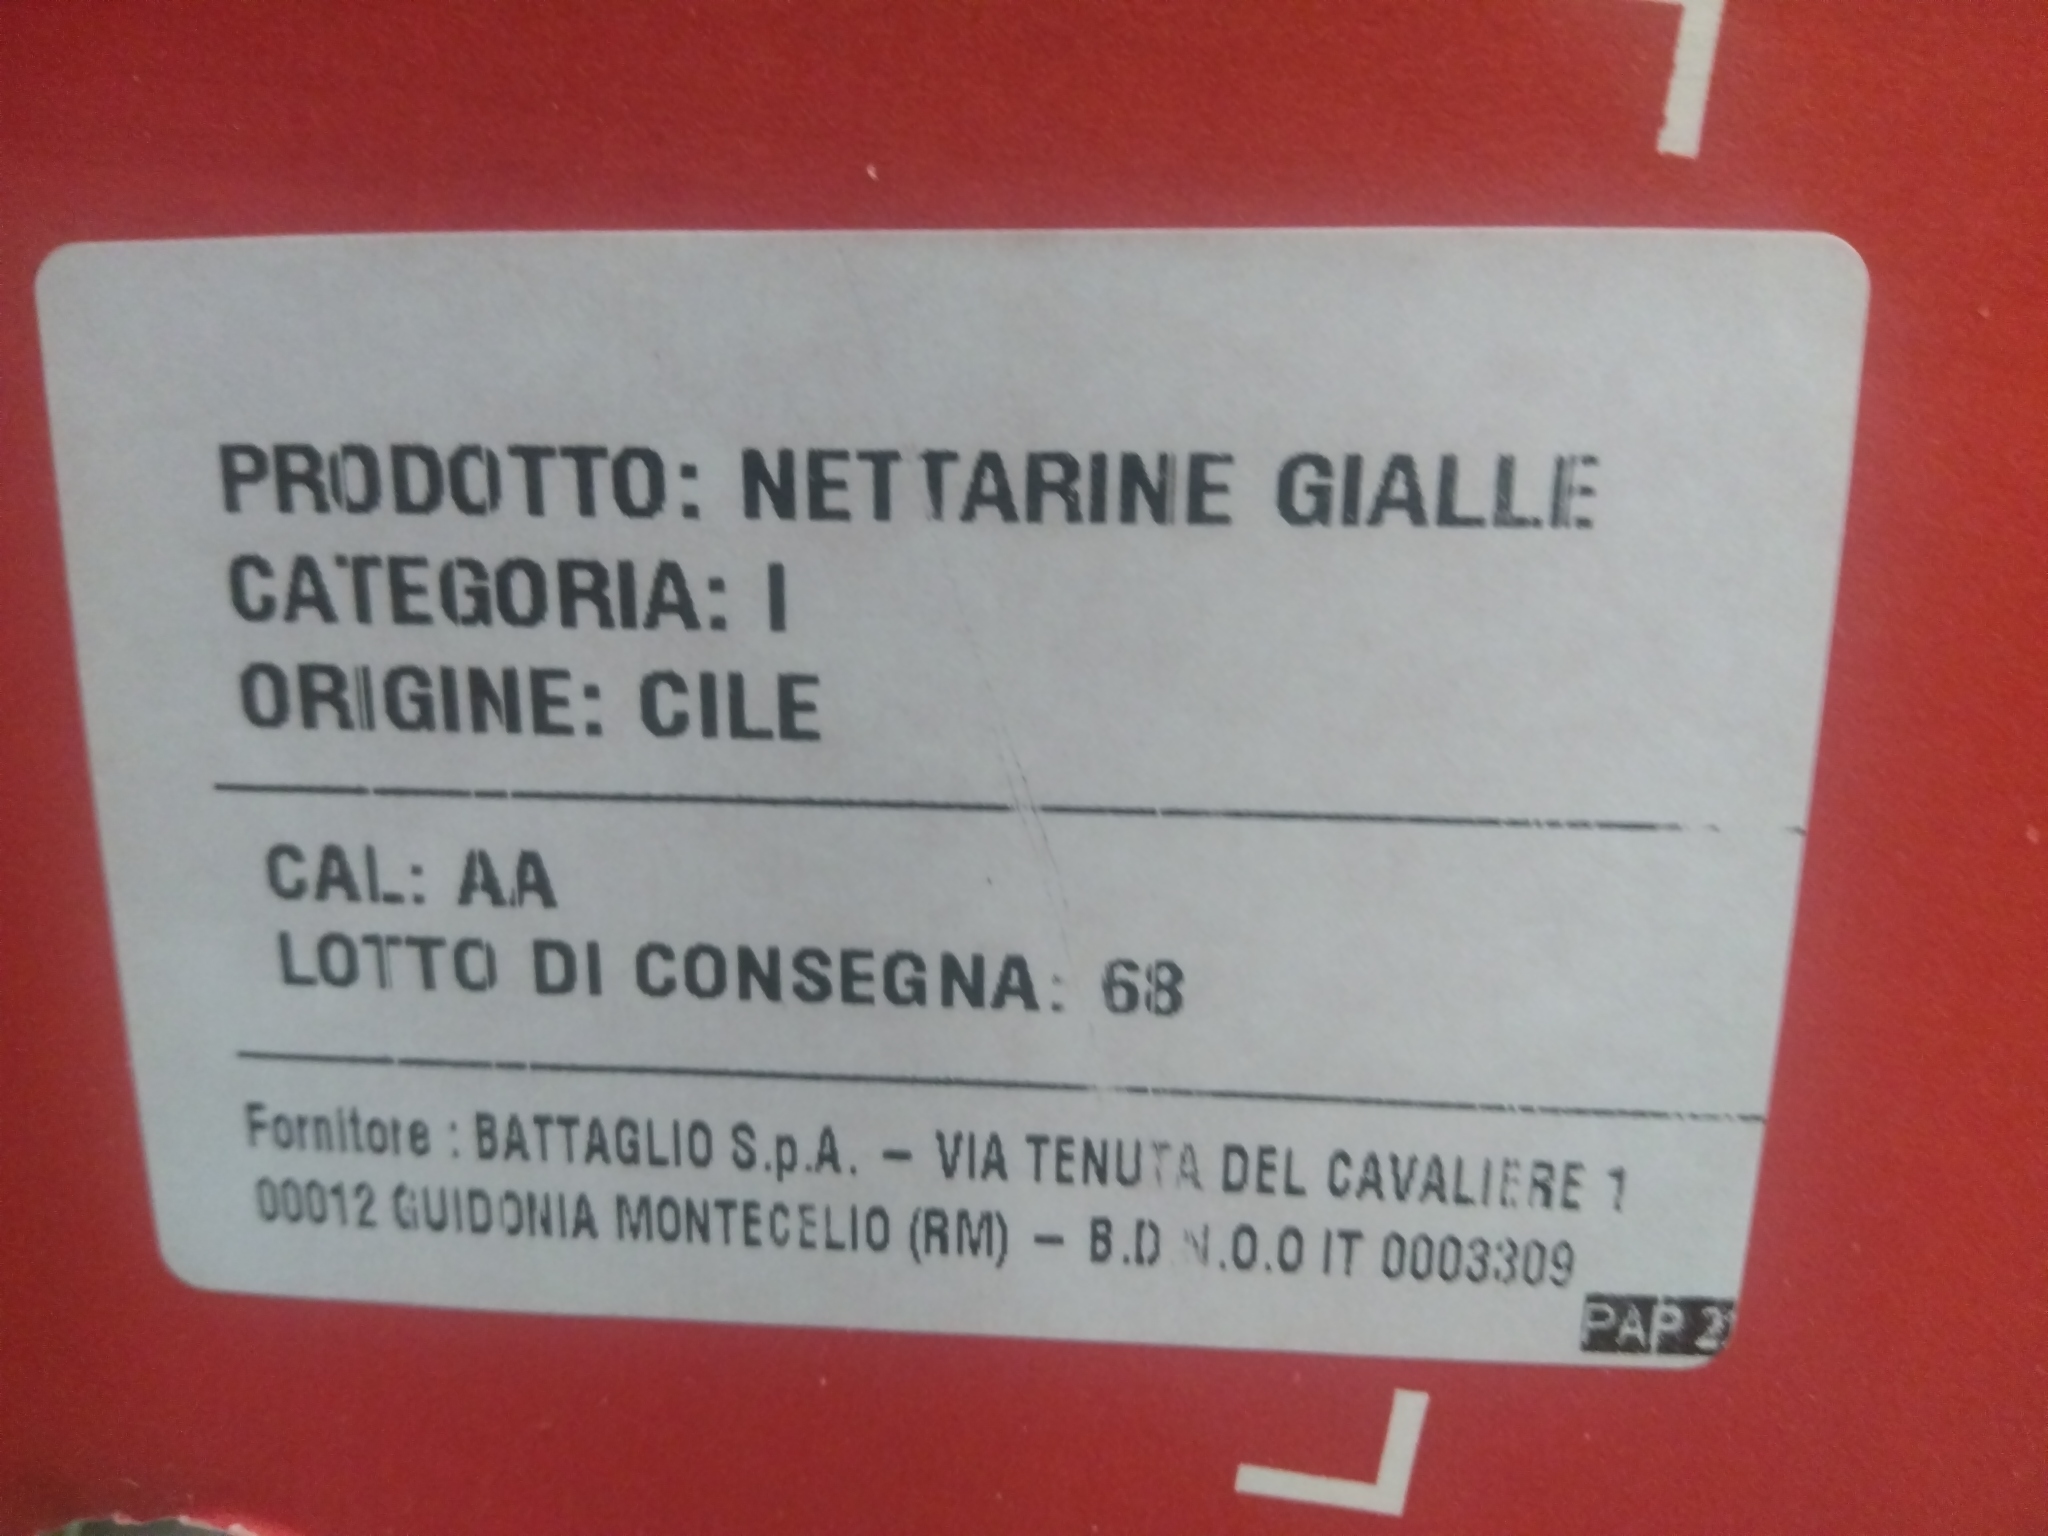 PRODOTTO: NETTARINE GIALLE
CATEGORIA: I
ORIGINE: CILE
CAL: AA
LOTTO DI CONSEGNA: 68
Fornitore : BATTAGLIO S.p.A. – VIA TENUTA DEL CAVALIERE 1
00012 GUIDONIA MONTECELIO (RM) – B.D N.O.O IT 0003309
PAP